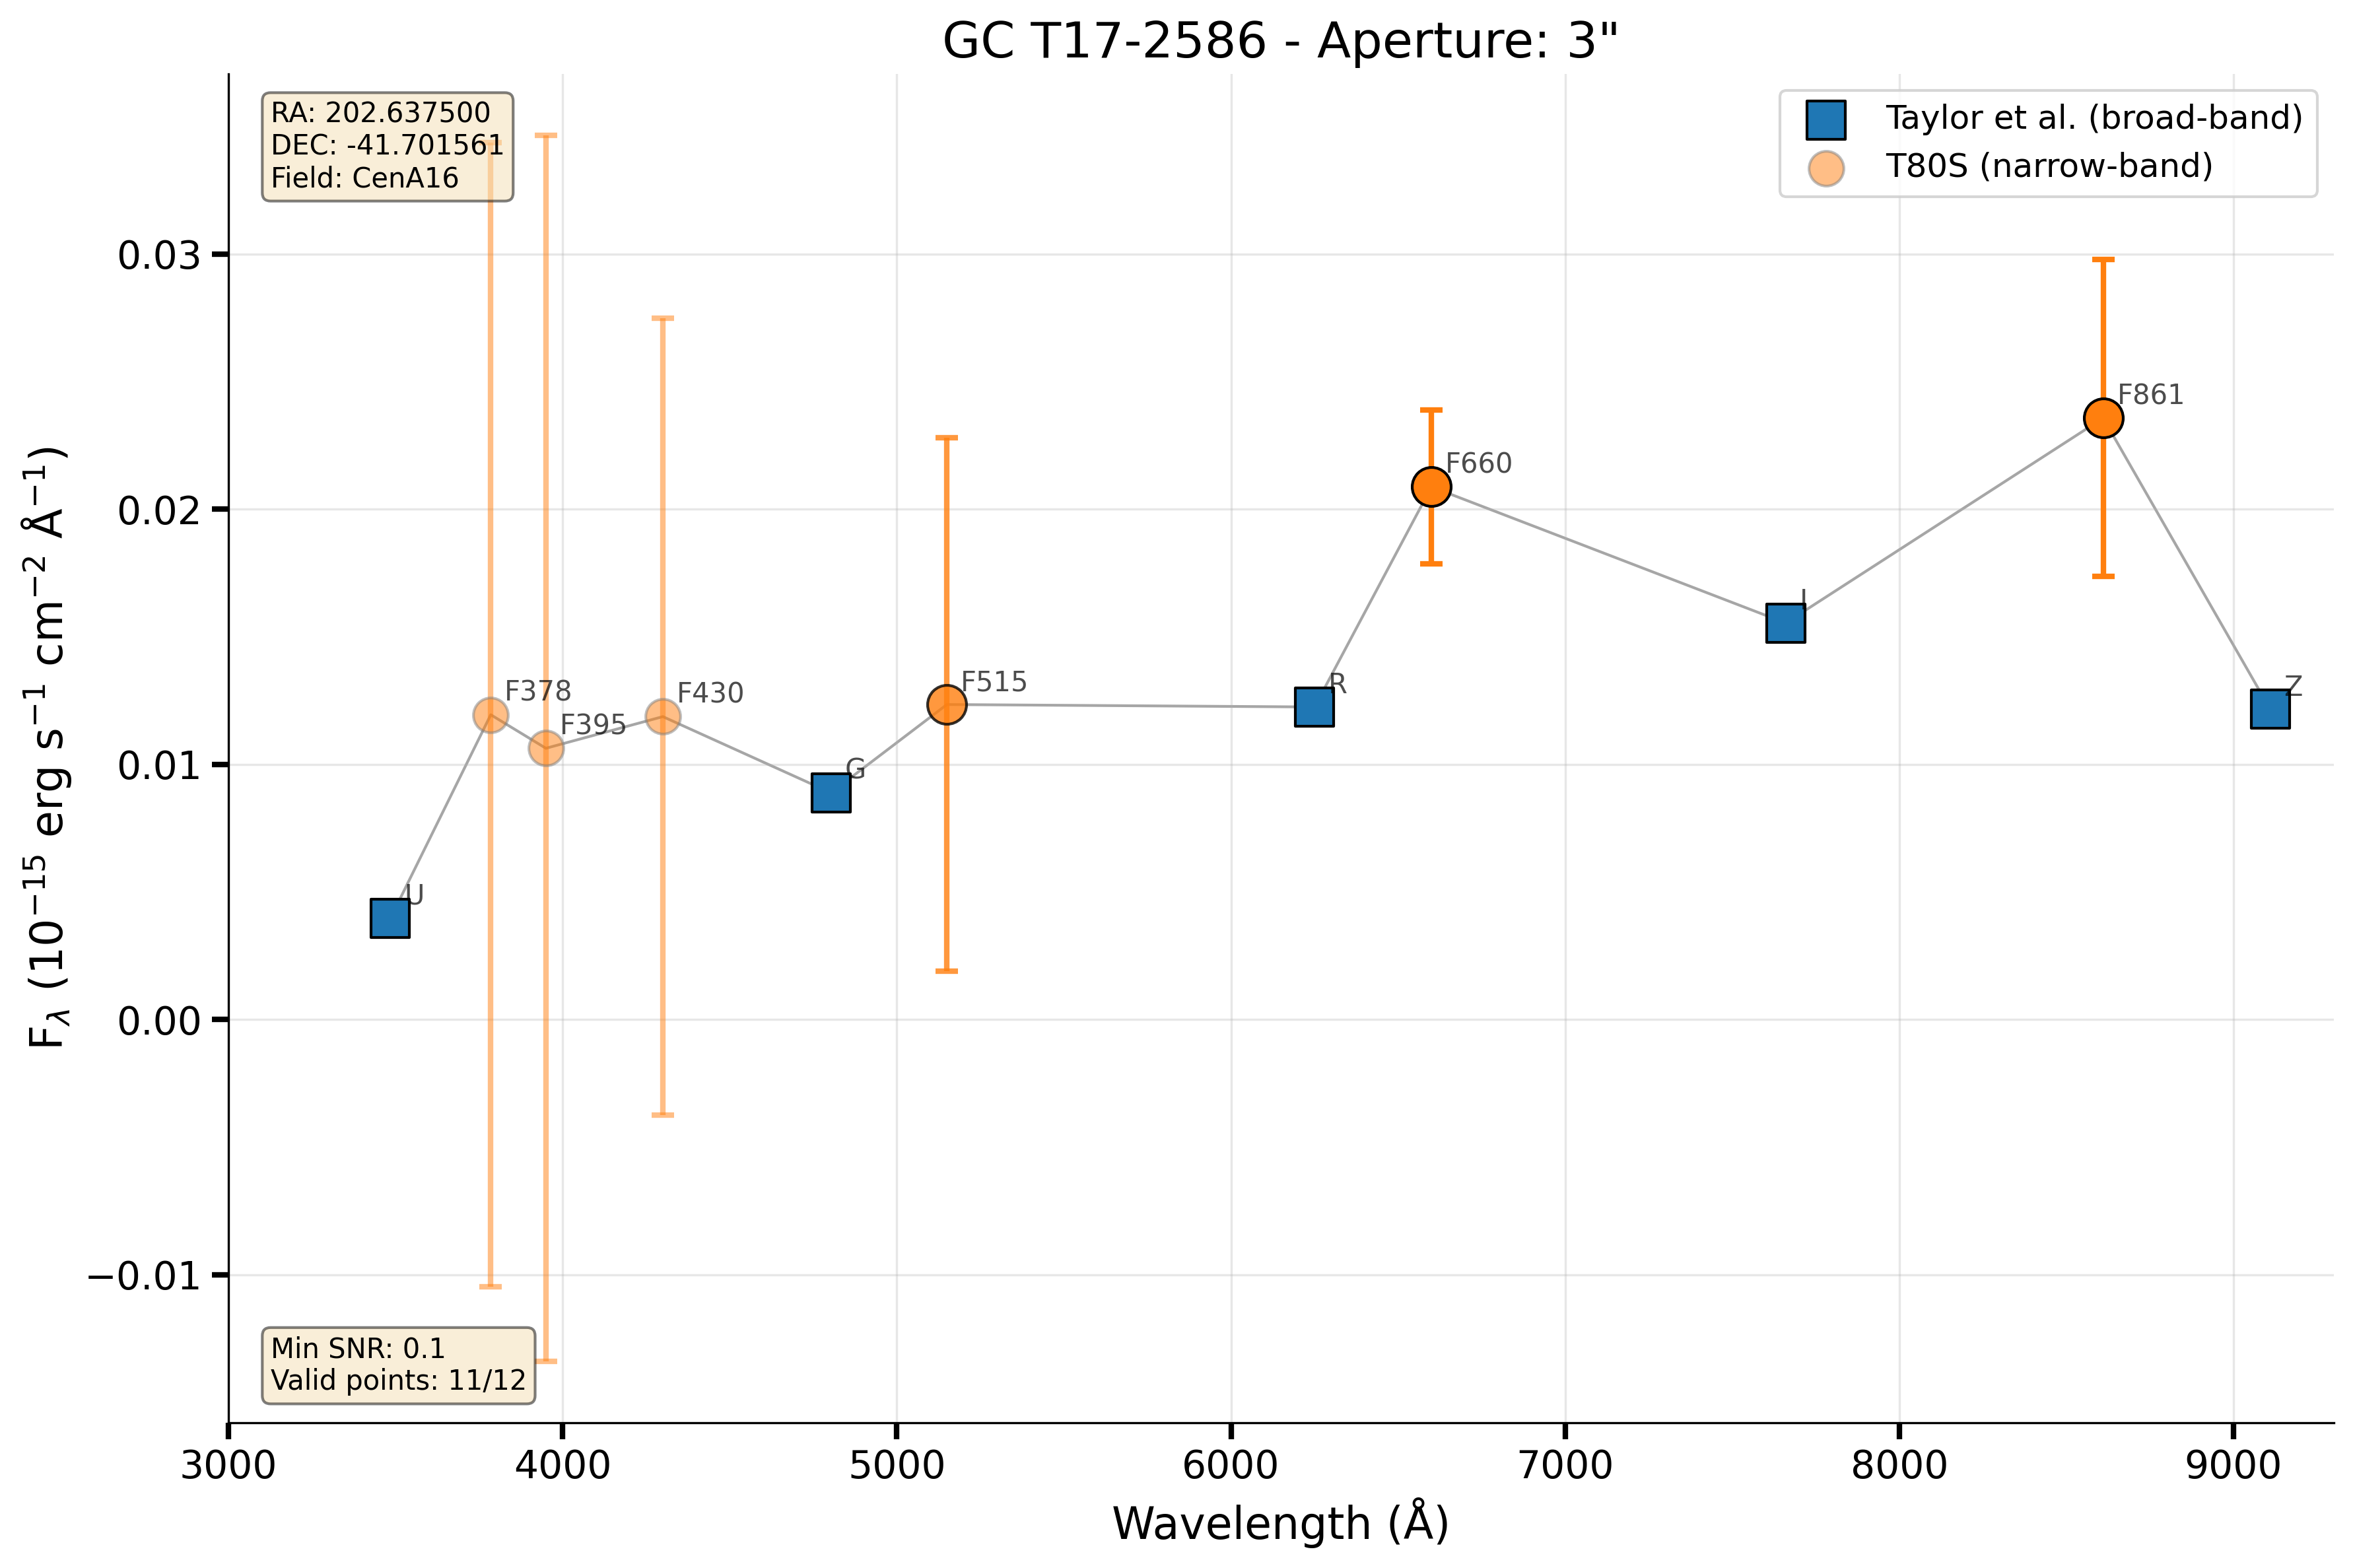 GC T17-2586 - Aperture: 3"
RA: 202.637500
DEC: -41.701561
Field: CenA16
Taylor et al. (broad-band)
T80S (narrow-band)
F$_{\lambda}$ (10$^{-15}$ erg s$^{-1}$ cm$^{-2}$ Å$^{-1}$)
0.03
0.02
0.01
0.00
−0.01
U
F378
F395
F430
G
F515
R
F660
I
F861
Z
Min SNR: 0.1
Valid points: 11/12
3000 4000 5000 6000 7000 8000 9000
Wavelength (Å)